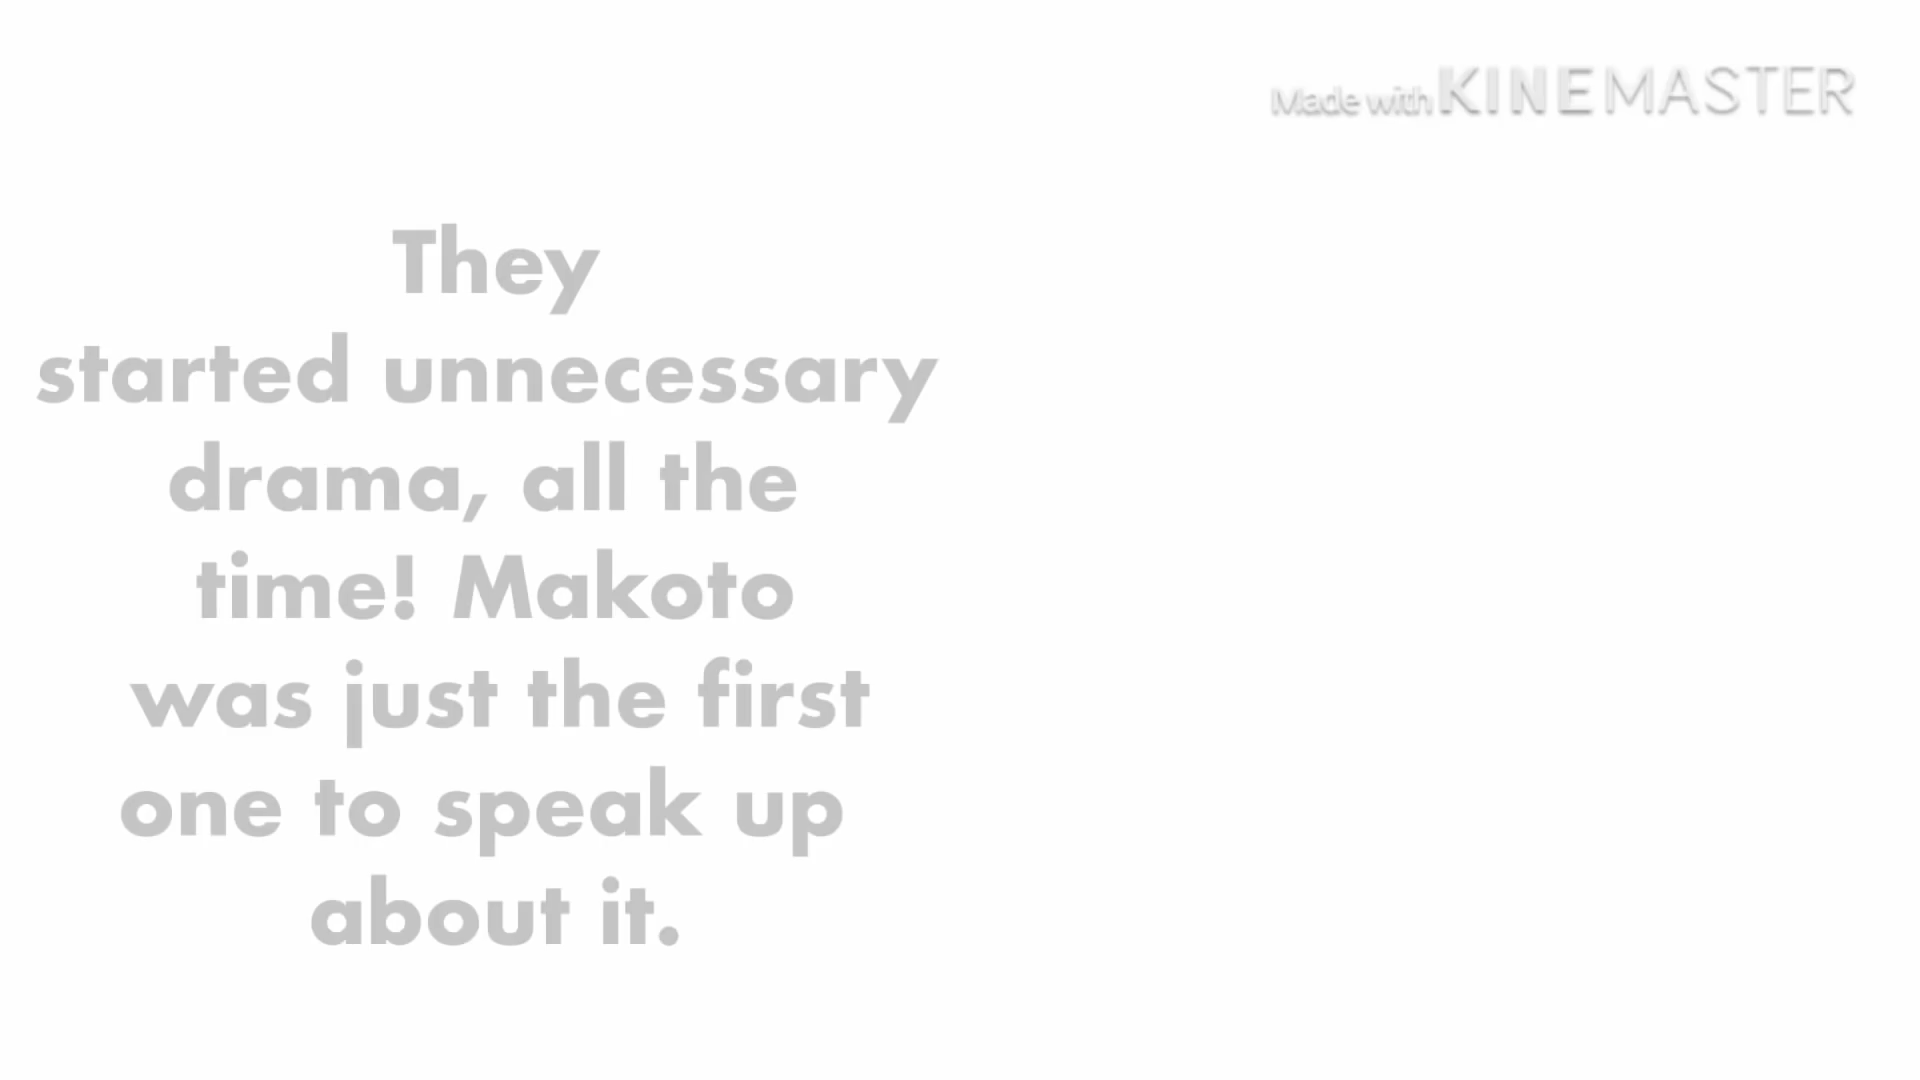 Made with KINEMASTER
They
started unnecessary
drama, all the
time! Makoto
was just the first
one to speak up
about it.